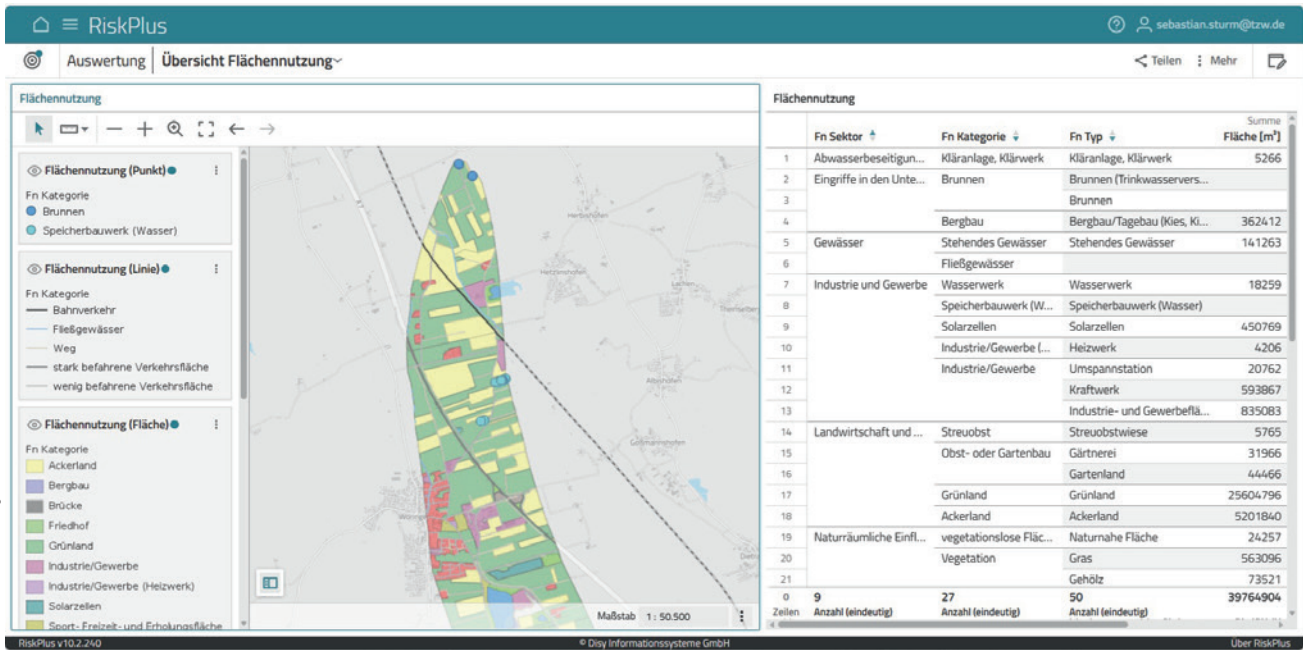 RiskPlus
sebastian.sturm@tzw.de
Auswertung | Übersicht Flächennutzung
Teilen
Mehr
Flächennutzung
Flächennutzung (Punkt)
Fn Kategorie
Brunnen
Speicherbauwerk (Wasser)
Flächennutzung (Linie)
Fn Kategorie
Bahnverkehr
Fließgewässer
Weg
stark befahrene Verkehrsfläche
wenig befahrene Verkehrsfläche
Flächennutzung (Fläche)
Fn Kategorie
Ackerland
Bergbau
Brücke
Friedhof
Grünland
Industrie/Gewerbe
Industrie/Gewerbe (Heizwerk)
Solarzellen
Sport- Freizeit- und Erholungsfläche
Maßstab 1 : 50.500
Flächennutzung
Summe
Fn Sektor Fn Kategorie Fn Typ Fläche [m²]
1 Abwasserbeseitigun... Kläranlage, Klärwerk Kläranlage, Klärwerk 5266
2 Eingriffe in den Unte... Brunnen Brunnen (Trinkwasservers...
3 Brunnen
4 Bergbau Bergbau/Tagebau (Kies, Ki... 362412
5 Gewässer Stehendes Gewässer Stehendes Gewässer 141263
6 Fließgewässer
7 Industrie und Gewerbe Wasserwerk Wasserwerk 18259
8 Speicherbauwerk (W... Speicherbauwerk (Wasser)
9 Solarzellen Solarzellen 450769
10 Industrie/Gewerbe (... Heizwerk 4206
11 Industrie/Gewerbe Umspannstation 20762
12 Kraftwerk 593867
13 Industrie- und Gewerbeflä... 835083
14 Landwirtschaft und ... Streuobst Streuobstwiese 5765
15 Obst- oder Gartenbau Gärtnerei 31966
16 Gartenland 44466
17 Grünland Grünland 25604796
18 Ackerland Ackerland 5201840
19 Naturräumliche Einfl... vegetationslose Fläc... Naturnahe Fläche 24257
20 Vegetation Gras 563096
21 Gehölz 73521
0 9 27 50 39764904
Zeilen Anzahl (eindeutig) Anzahl (eindeutig) Anzahl (eindeutig)
RiskPlus v10.2.240
© Disy Informationssysteme GmbH
Über RiskPlus